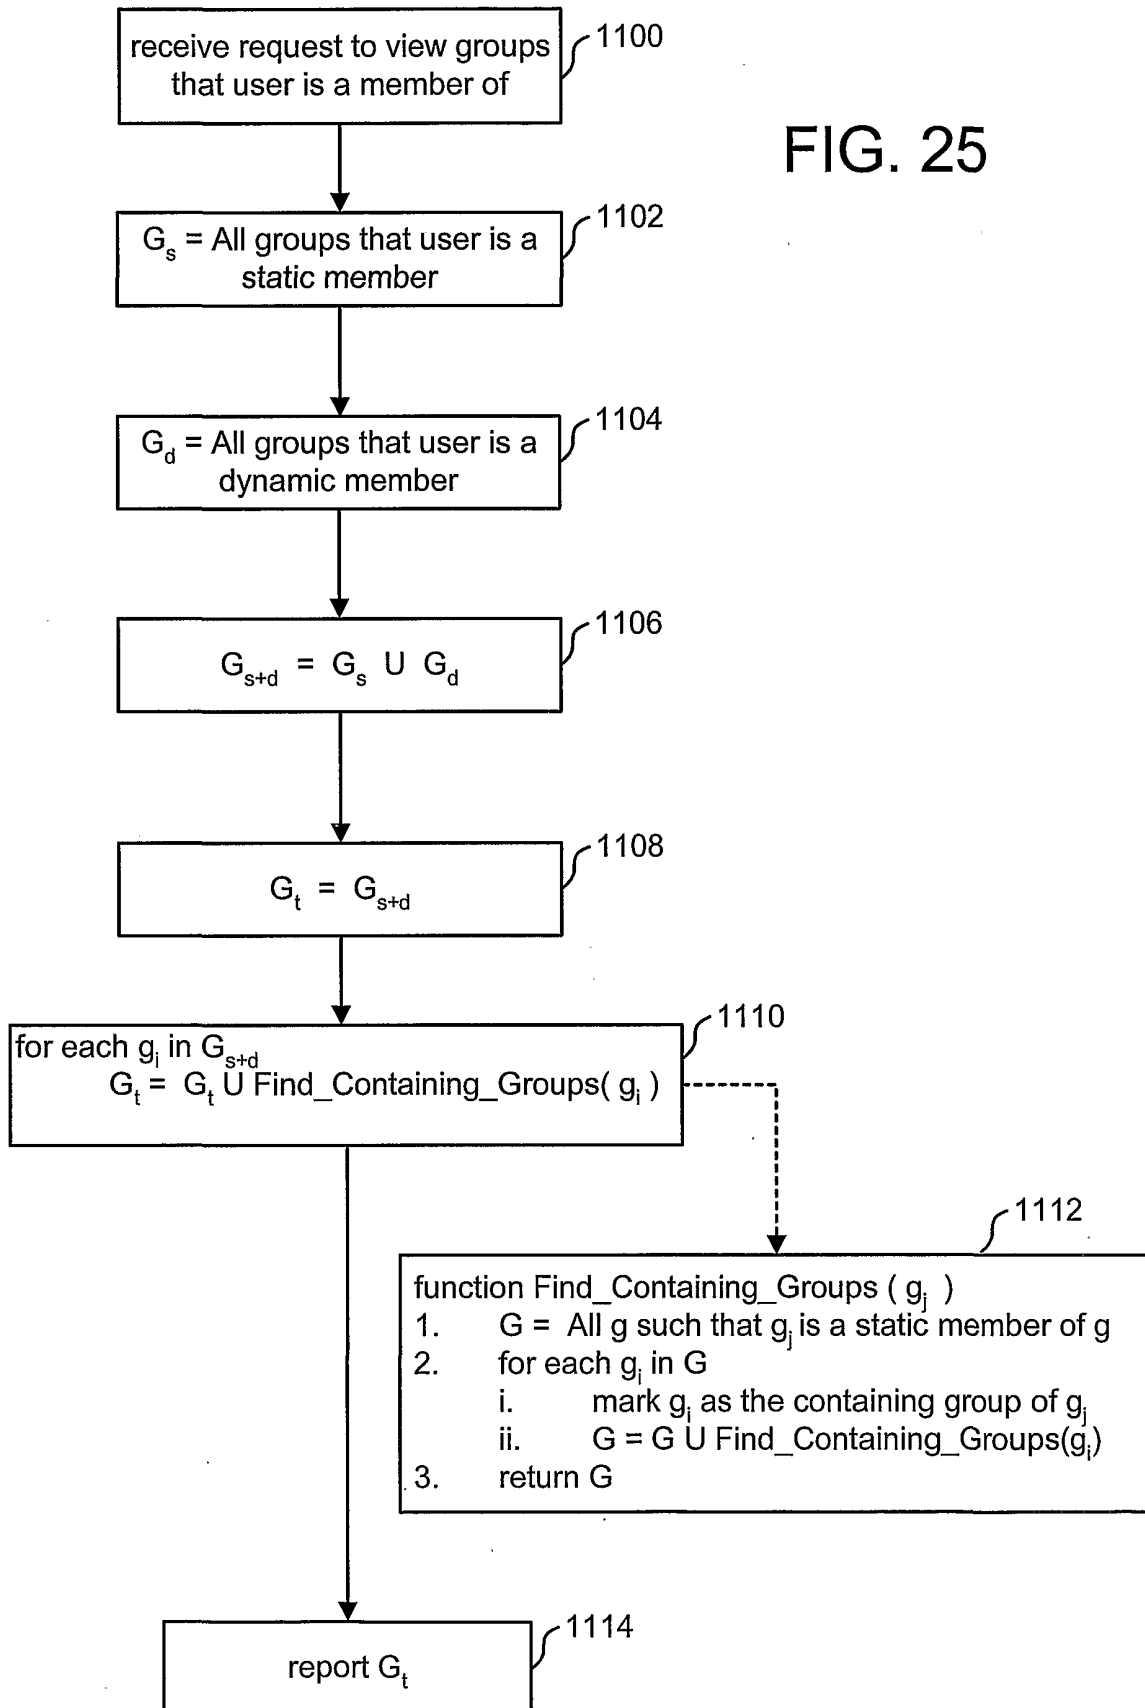 receive request to view groups
that user is a member of
1100
FIG. 25
1102
Gs = All groups that user is a
static member
1104
Gd = All groups that user is a
dynamic member
1106
Gs+d = Gs U Gd
1108
Gt = Gs+d
1110
for each gi in Gs+d
Gt = Gt U Find_Containing_Groups( gi )
1112
function Find_Containing_Groups ( gj )
1. G = All g such that gj is a static member of g
2. for each gi in G
i. mark gi as the containing group of gj
ii. G = G U Find_Containing_Groups(gi)
3. return G
1114
report Gt